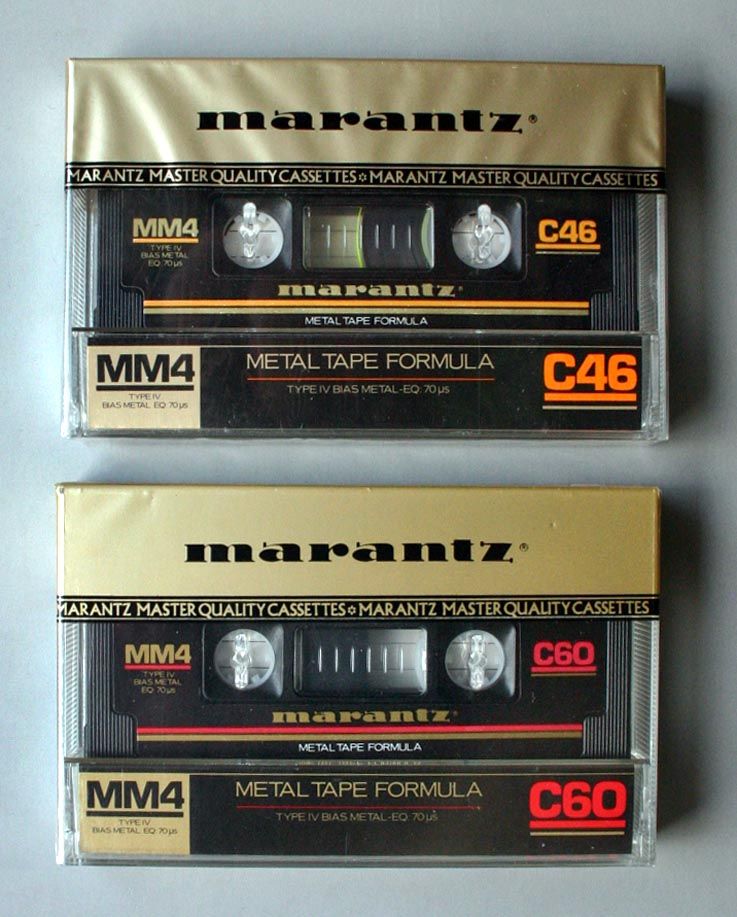 marantz®
MARANTZ MASTER QUALITY CASSETTES✲MARANTZ MASTER QUALITY CASSETTES
MM4
TYPE IV
BIAS METAL
EQ 70 µs
C46
marantz®
METAL TAPE FORMULA
MM4
TYPE IV
BIAS METAL EQ 70 µs
METAL TAPE FORMULA
TYPE IV BIAS METAL-EQ: 70 µs
C46
marantz®
MARANTZ MASTER QUALITY CASSETTES✲MARANTZ MASTER QUALITY CASSETTES
MM4
TYPE IV
BIAS METAL
EQ 70 µs
C60
marantz®
METAL TAPE FORMULA
MM4
TYPE IV
BIAS METAL EQ 70 µs
METAL TAPE FORMULA
TYPE IV BIAS METAL-EQ: 70 µs
C60